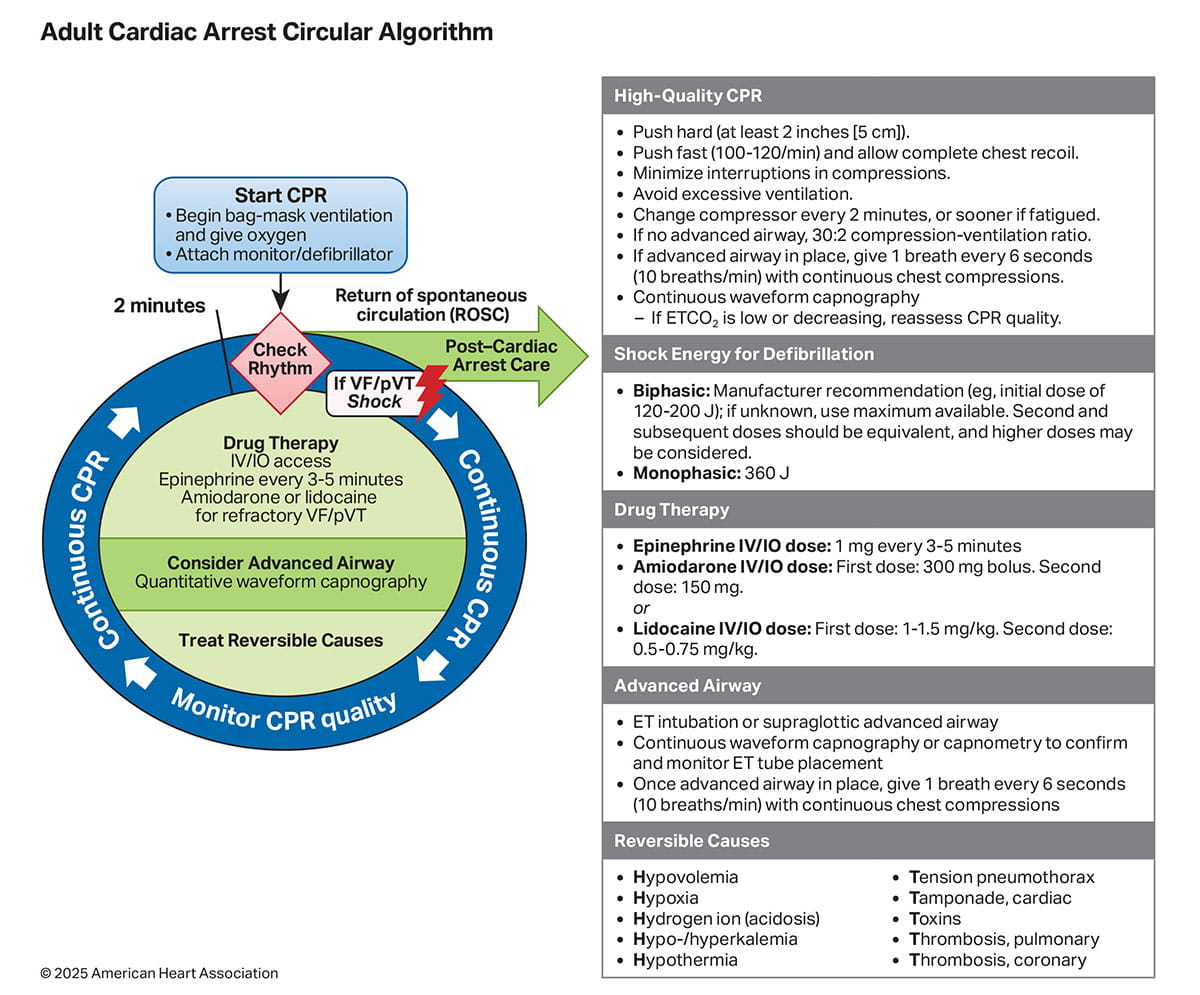 Adult Cardiac Arrest Circular Algorithm
Start CPR
• Begin bag-mask ventilation
and give oxygen
• Attach monitor/defibrillator
2 minutes
Return of spontaneous
circulation (ROSC)
Check
Rhythm
Post–Cardiac
Arrest Care
If VF/pVT
Shock
Drug Therapy
IV/IO access
Epinephrine every 3-5 minutes
Amiodarone or lidocaine
for refractory VF/pVT
Consider Advanced Airway
Quantitative waveform capnography
Treat Reversible Causes
Continuous CPR
Continuous CPR
Monitor CPR quality
High-Quality CPR
• Push hard (at least 2 inches [5 cm]).
• Push fast (100-120/min) and allow complete chest recoil.
• Minimize interruptions in compressions.
• Avoid excessive ventilation.
• Change compressor every 2 minutes, or sooner if fatigued.
• If no advanced airway, 30:2 compression-ventilation ratio.
• If advanced airway in place, give 1 breath every 6 seconds
(10 breaths/min) with continuous chest compressions.
• Continuous waveform capnography
– If ETCO₂ is low or decreasing, reassess CPR quality.
Shock Energy for Defibrillation
• Biphasic: Manufacturer recommendation (eg, initial dose of
120-200 J); if unknown, use maximum available. Second and
subsequent doses should be equivalent, and higher doses may
be considered.
• Monophasic: 360 J
Drug Therapy
• Epinephrine IV/IO dose: 1 mg every 3-5 minutes
• Amiodarone IV/IO dose: First dose: 300 mg bolus. Second
dose: 150 mg.
or
• Lidocaine IV/IO dose: First dose: 1-1.5 mg/kg. Second dose:
0.5-0.75 mg/kg.
Advanced Airway
• ET intubation or supraglottic advanced airway
• Continuous waveform capnography or capnometry to confirm
and monitor ET tube placement
• Once advanced airway in place, give 1 breath every 6 seconds
(10 breaths/min) with continuous chest compressions
Reversible Causes
• Hypovolemia
• Hypoxia
• Hydrogen ion (acidosis)
• Hypo-/hyperkalemia
• Hypothermia
• Tension pneumothorax
• Tamponade, cardiac
• Toxins
• Thrombosis, pulmonary
• Thrombosis, coronary
© 2025 American Heart Association